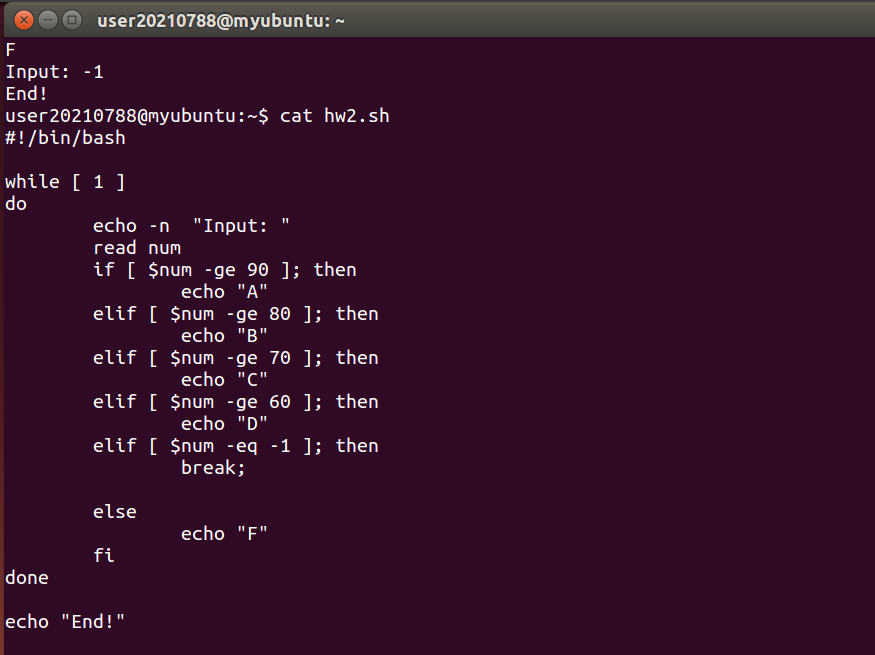 user20210788@myubuntu: ~
F
Input: -1
End!
user20210788@myubuntu:~$ cat hw2.sh
#!/bin/bash

while [ 1 ]
do
        echo -n  "Input: "
        read num
        if [ $num -ge 90 ]; then
                echo "A"
        elif [ $num -ge 80 ]; then
                echo "B"
        elif [ $num -ge 70 ]; then
                echo "C"
        elif [ $num -ge 60 ]; then
                echo "D"
        elif [ $num -eq -1 ]; then
                break;

        else
                echo "F"
        fi
done

echo "End!"